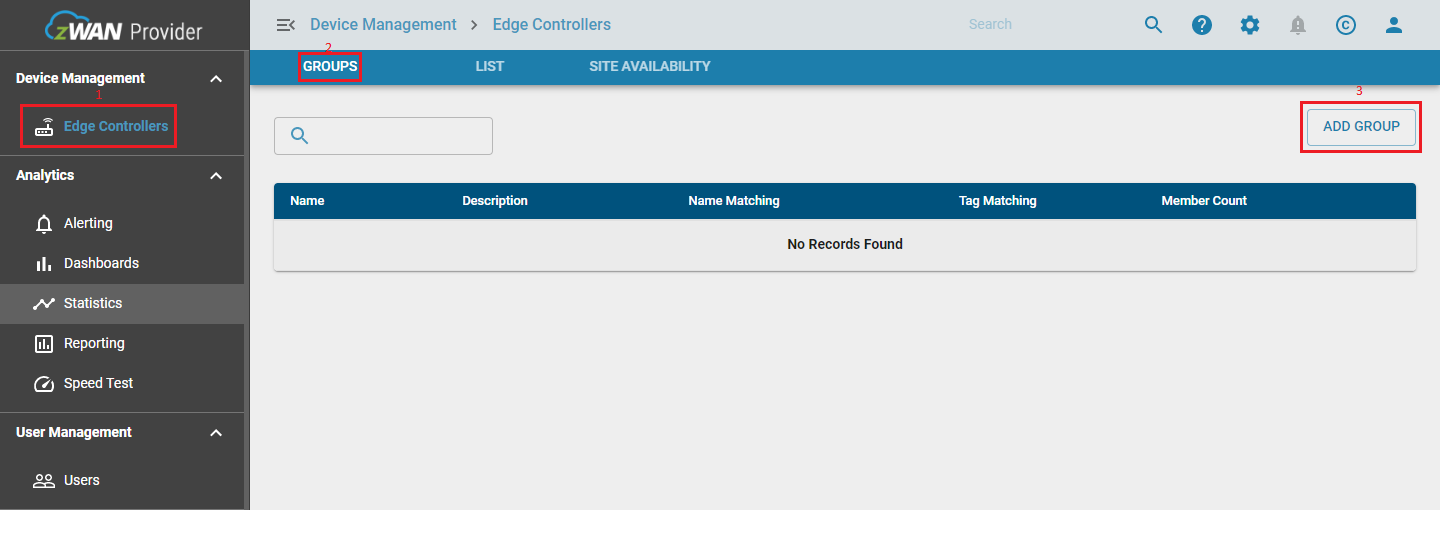 zWAN Provider
Device Management > Edge Controllers
Search
©
2
GROUPS LIST SITE AVAILABILITY
Device Management
1
Edge Controllers
3
ADD GROUP
Analytics
Name Description Name Matching Tag Matching Member Count
Alerting
No Records Found
Dashboards
Statistics
Reporting
Speed Test
User Management
Users